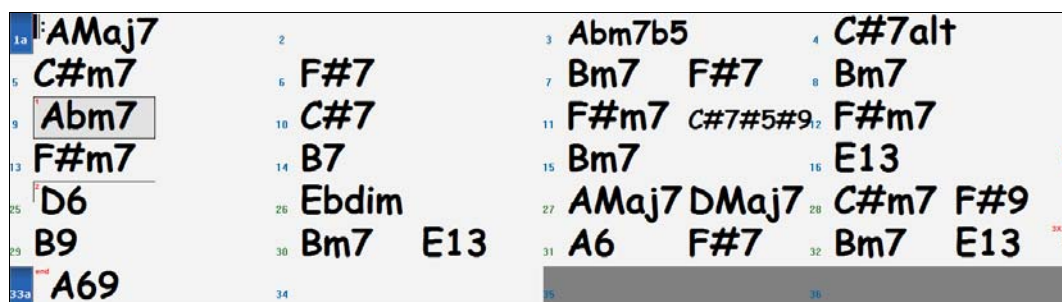 1a AMaj7 2 3 Abm7b5 4 C#7alt
5 C#m7 6 F#7 7 Bm7 F#7 8 Bm7
9 1 Abm7 10 C#7 11 F#m7 C#7#5#9 12 F#m7
13 F#m7 14 B7 15 Bm7 16 E13
25 2 D6 26 Ebdim 27 AMaj7 DMaj7 28 C#m7 F#9
29 B9 30 Bm7 E13 31 A6 F#7 32 Bm7 E13 3X
33a end A69 34 35 36